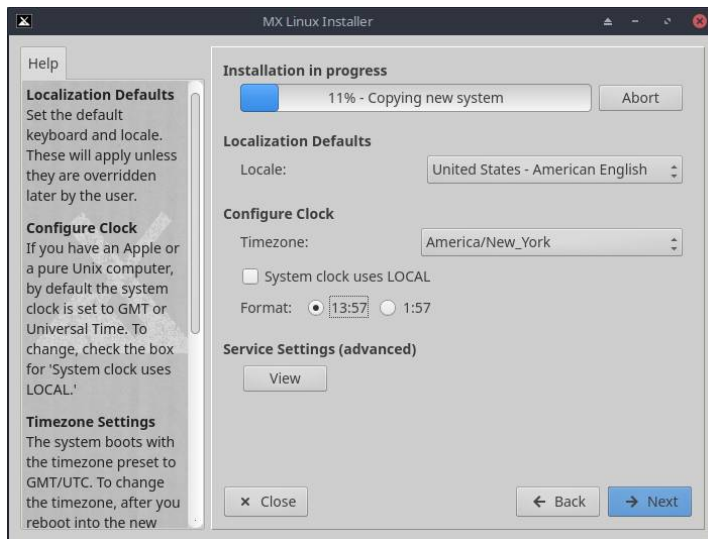 MX Linux Installer
Help
Localization Defaults
Set the default
keyboard and locale.
These will apply unless
they are overridden
later by the user.
Configure Clock
If you have an Apple or
a pure Unix computer,
by default the system
clock is set to GMT or
Universal Time. To
change, check the box
for 'System clock uses
LOCAL.'
Timezone Settings
The system boots with
the timezone preset to
GMT/UTC. To change
the timezone, after you
reboot into the new
Installation in progress
11% - Copying new system
Abort
Localization Defaults
Locale:
United States - American English
Configure Clock
Timezone:
America/New_York
System clock uses LOCAL
Format: 13:57 1:57
Service Settings (advanced)
View
Close
Back
Next